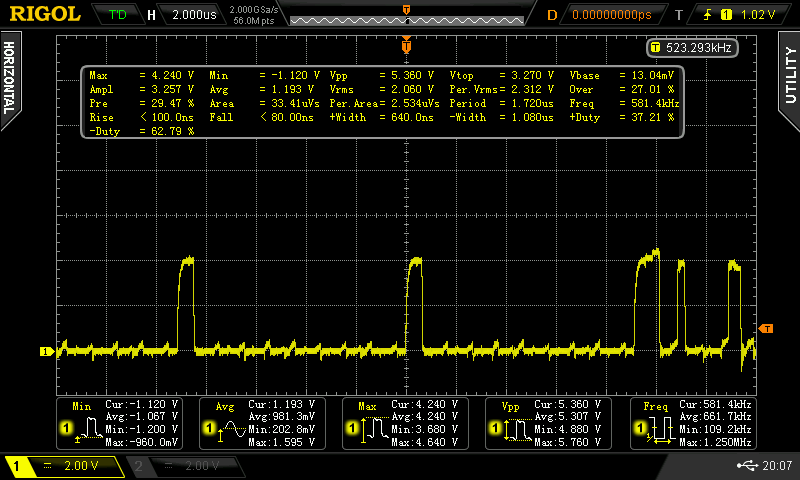 RIGOL T'D H 2.000us 2.000GSa/s 56.0M pts D 0.00000000ps T 1 1.02 V
HORIZONTAL
UTILITY
T 523.293kHz
Max = 4.240 V Min = -1.120 V Vpp = 5.360 V Vtop = 3.270 V Vbase = 13.04mV
Ampl = 3.257 V Avg = 1.193 V Vrms = 2.060 V Per.Vrms= 2.312 V Over = 27.01 %
Pre = 29.47 % Area = 33.41uVs Per.Area= 2.534uVs Period = 1.720us Freq = 581.4kHz
Rise < 100.0ns Fall < 80.00ns +Width = 640.0ns -Width = 1.080us +Duty = 37.21 %
-Duty = 62.79 %
T
T
T
1
Min Cur:-1.120 V
Avg:-1.067 V
1 Min:-1.200 V
Max:-960.0mV
Avg Cur:1.193 V
Avg:981.3mV
1 Min:202.8mV
Max:1.595 V
Max Cur:4.240 V
Avg:4.240 V
1 Min:3.680 V
Max:4.640 V
Vpp Cur:5.360 V
Avg:5.307 V
1 Min:4.880 V
Max:5.760 V
Freq Cur:581.4kHz
Avg:661.7kHz
1 Min:109.2kHz
Max:1.250MHz
1 2.00 V 2 2.00 V 20:07